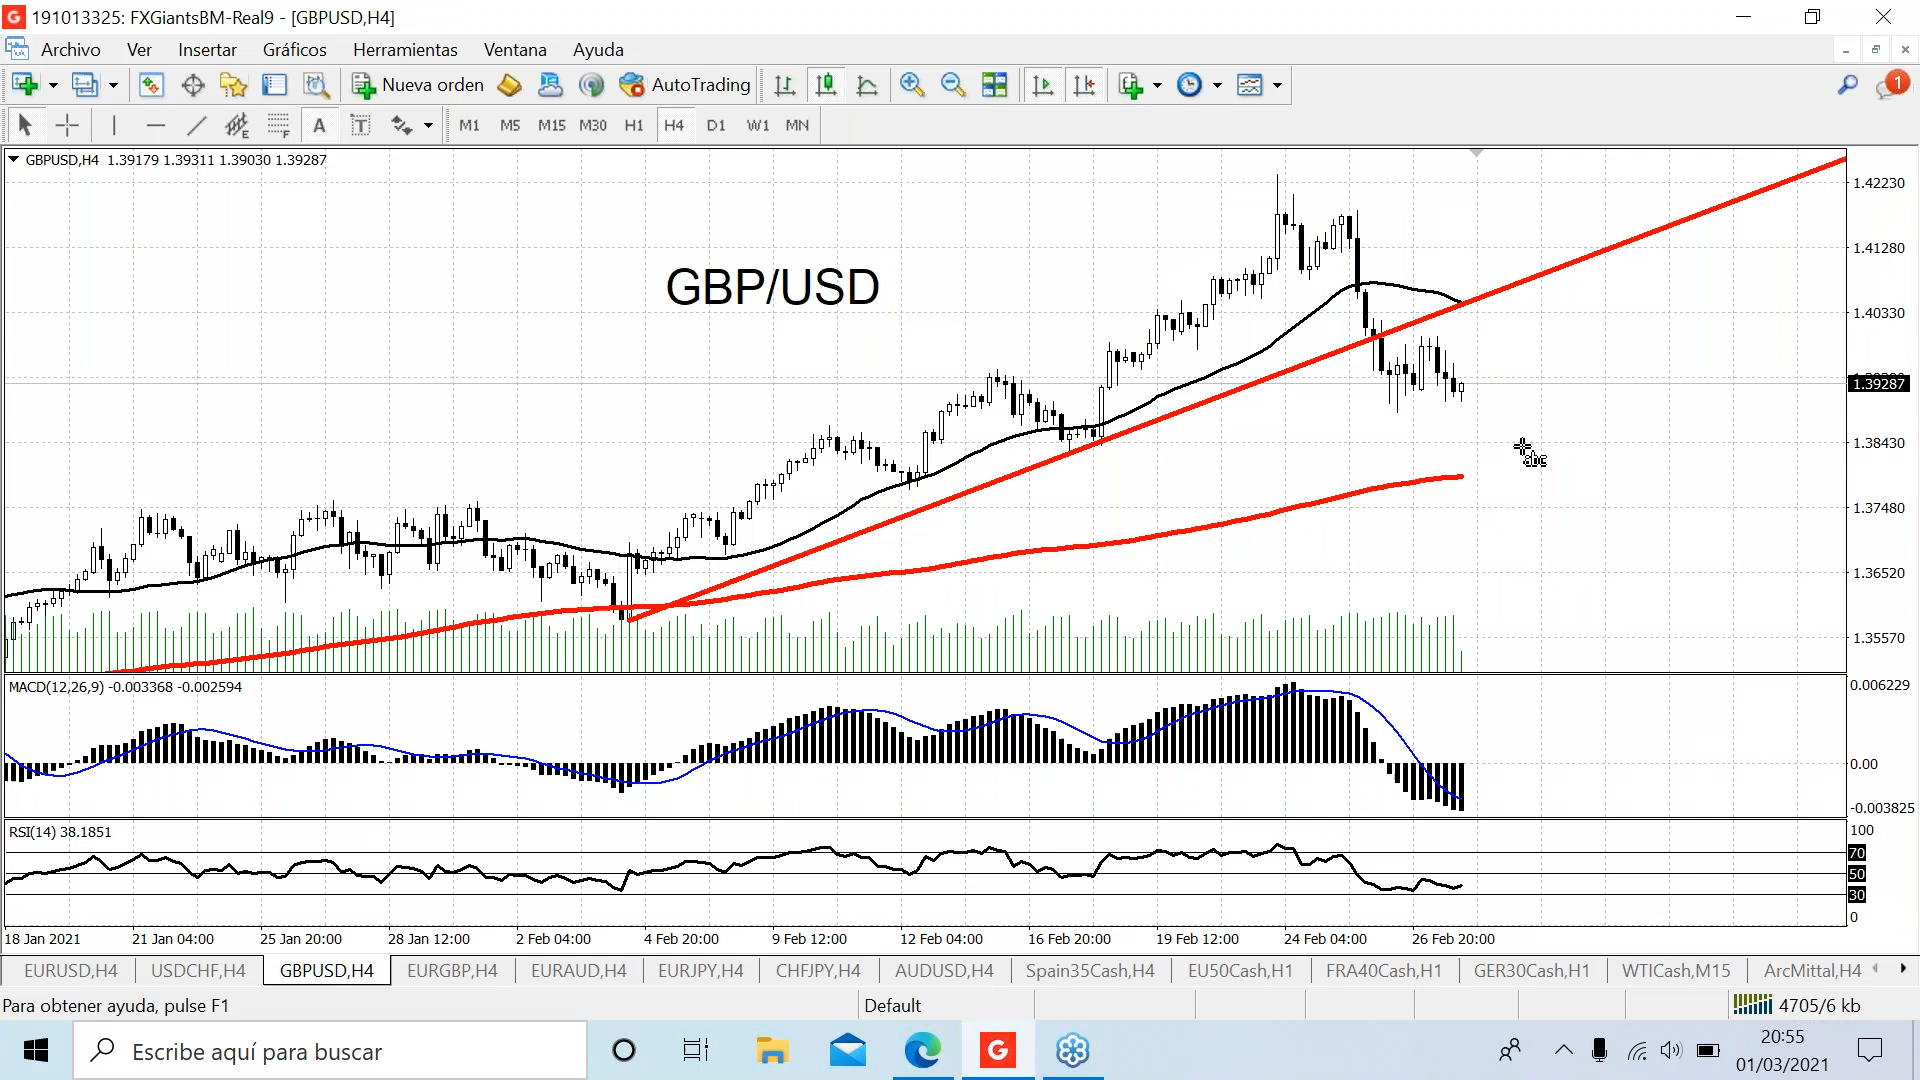 191013325: FXGiantsBM-Real9 - [GBPUSD,H4]
Archivo Ver Insertar Gráficos Herramientas Ventana Ayuda
Nueva orden AutoTrading 1
A T M1 M5 M15 M30 H1 H4 D1 W1 MN
GBPUSD,H4 1.39179 1.39311 1.39030 1.39287
GBP/USD
1.42230
1.41280
1.40330
1.39287
1.38430
1.37480
1.36520
1.35570
abc
MACD(12,26,9) -0.003368 -0.002594
0.006229
0.00
-0.003825
RSI(14) 38.1851
100
70
50
30
0
18 Jan 2021 21 Jan 04:00 25 Jan 20:00 28 Jan 12:00 2 Feb 04:00 4 Feb 20:00 9 Feb 12:00 12 Feb 04:00 16 Feb 20:00 19 Feb 12:00 24 Feb 04:00 26 Feb 20:00
EURUSD,H4 USDCHF,H4 GBPUSD,H4 EURGBP,H4 EURAUD,H4 EURJPY,H4 CHFJPY,H4 AUDUSD,H4 Spain35Cash,H4 EU50Cash,H1 FRA40Cash,H1 GER30Cash,H1 WTICash,M15 ArcMittal,H4
Para obtener ayuda, pulse F1 Default 4705/6 kb
Escribe aquí para buscar
20:55
01/03/2021